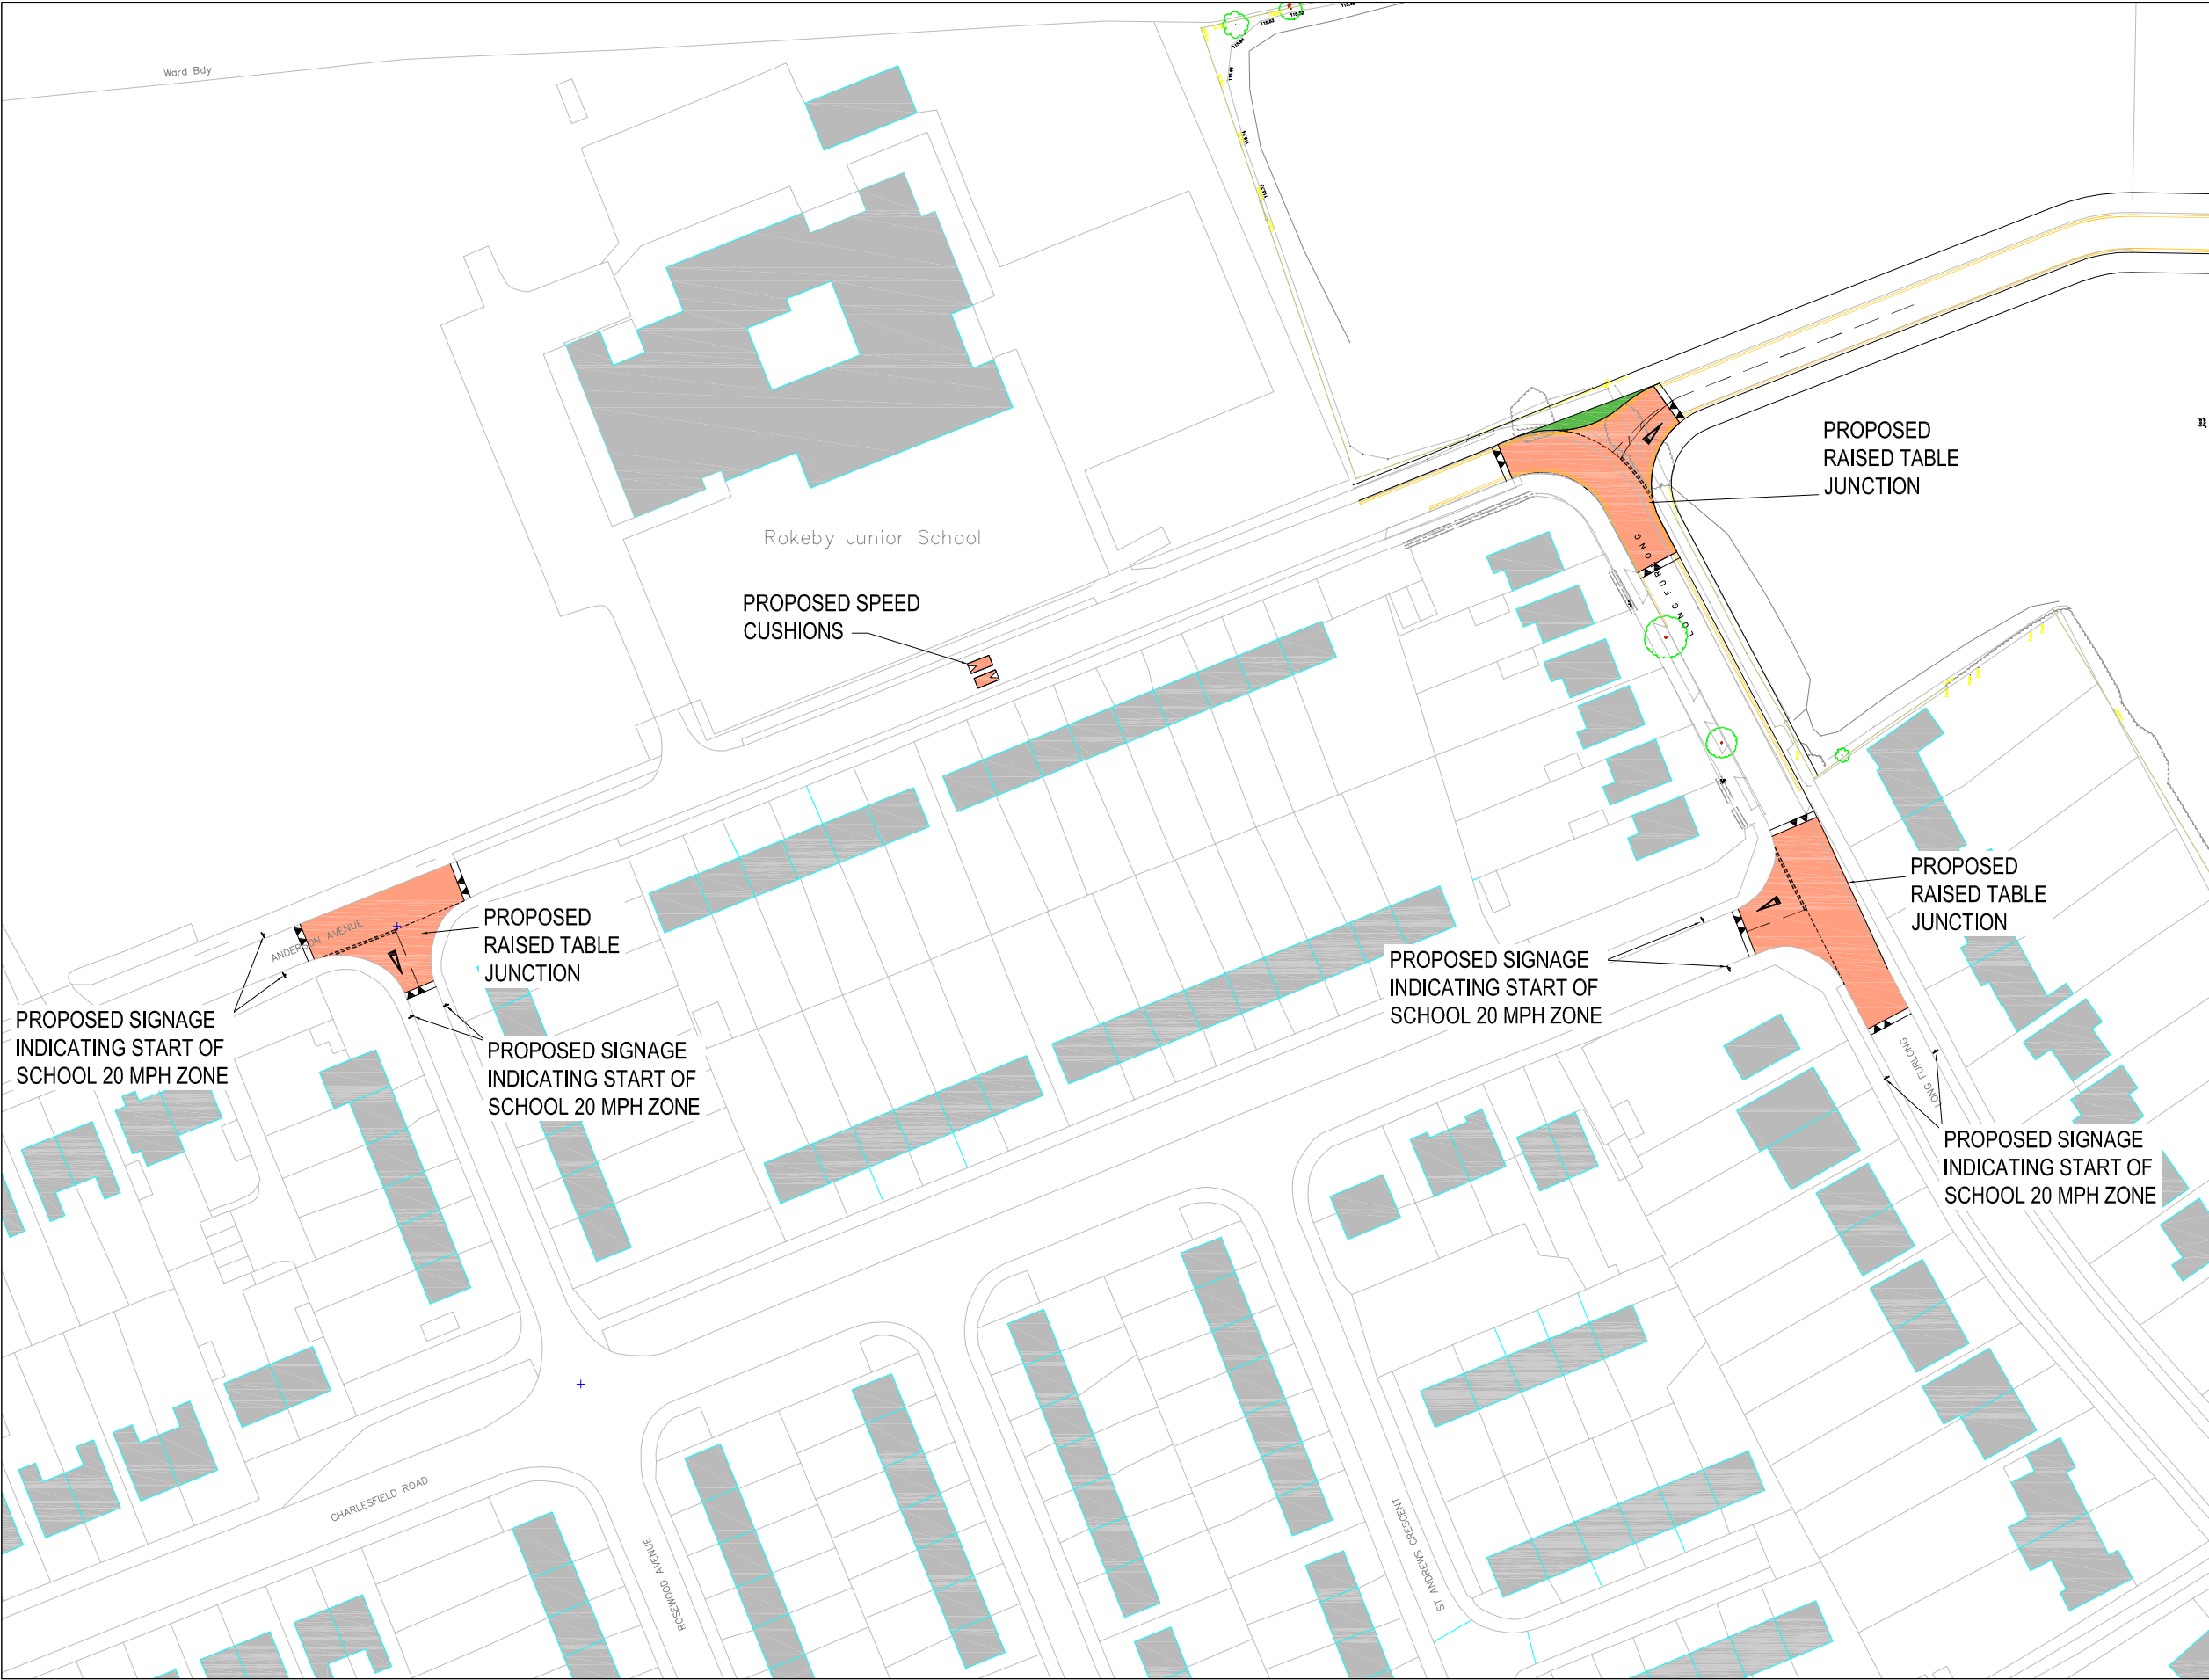 Ward Bdy
PROPOSED
RAISED TABLE
JUNCTION
Rokeby Junior School
PROPOSED SPEED
CUSHIONS
LONG FURLONG
PROPOSED
RAISED TABLE
JUNCTION
PROPOSED
RAISED TABLE
JUNCTION
ANDERSON AVENUE
PROPOSED SIGNAGE
INDICATING START OF
SCHOOL 20 MPH ZONE
PROPOSED SIGNAGE
INDICATING START OF
SCHOOL 20 MPH ZONE
PROPOSED SIGNAGE
INDICATING START OF
SCHOOL 20 MPH ZONE
LONG FURLONG
PROPOSED SIGNAGE
INDICATING START OF
SCHOOL 20 MPH ZONE
CHARLESFIELD ROAD
ROSEWOOD AVENUE
ST ANDREWS CRESCENT